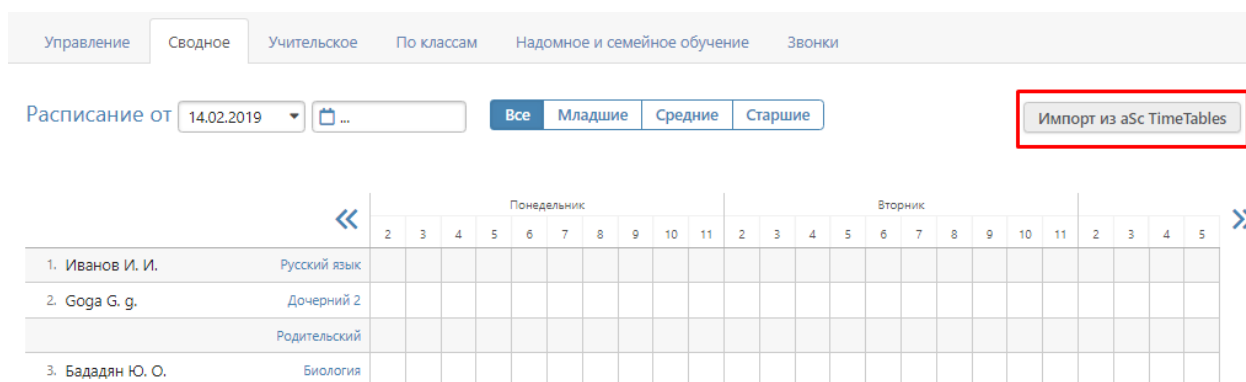 Управление Сводное Учительское По классам Надомное и семейное обучение Звонки
Расписание от 14.02.2019 ... Все Младшие Средние Старшие Импорт из aSc TimeTables
Понедельник Вторник
2 3 4 5 6 7 8 9 10 11 2 3 4 5 6 7 8 9 10 11 2 3 4 5
1. Иванов И. И. Русский язык
2. Goga G. g. Дочерний 2
Родительский
3. Бададян Ю. О. Биология